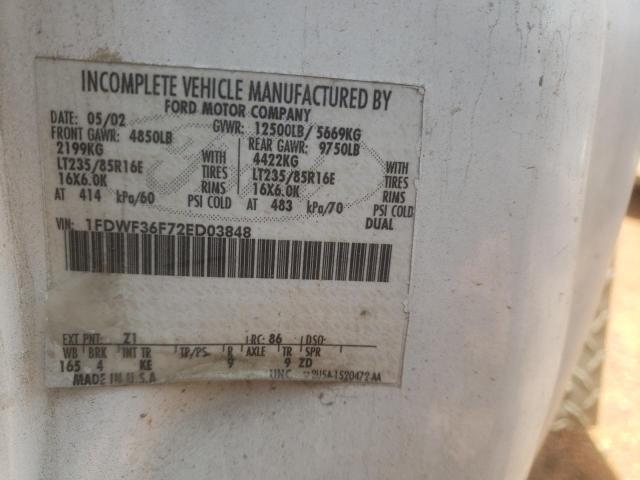 INCOMPLETE VEHICLE MANUFACTURED BY
FORD MOTOR COMPANY
DATE: 05/02 GVWR: 12500LB/ 5669KG
FRONT GAWR: 4850LB REAR GAWR: 9750LB
2199KG WITH 4422KG WITH
LT235/85R16E TIRES LT235/85R16E TIRES
16X6.0K RIMS 16X6.0K RIMS
AT 414 kPa/60 PSI COLD AT 483 kPa/70 PSI COLD
DUAL
VIN: 1FDWF36F72ED03848
EXT PNT: Z1 RC: 86 DSO:
WB BRK INT TR TP/PS R AXLE TR SPR
165 4 KE 9 9 ZD
MADE IN U.S.A. UNC